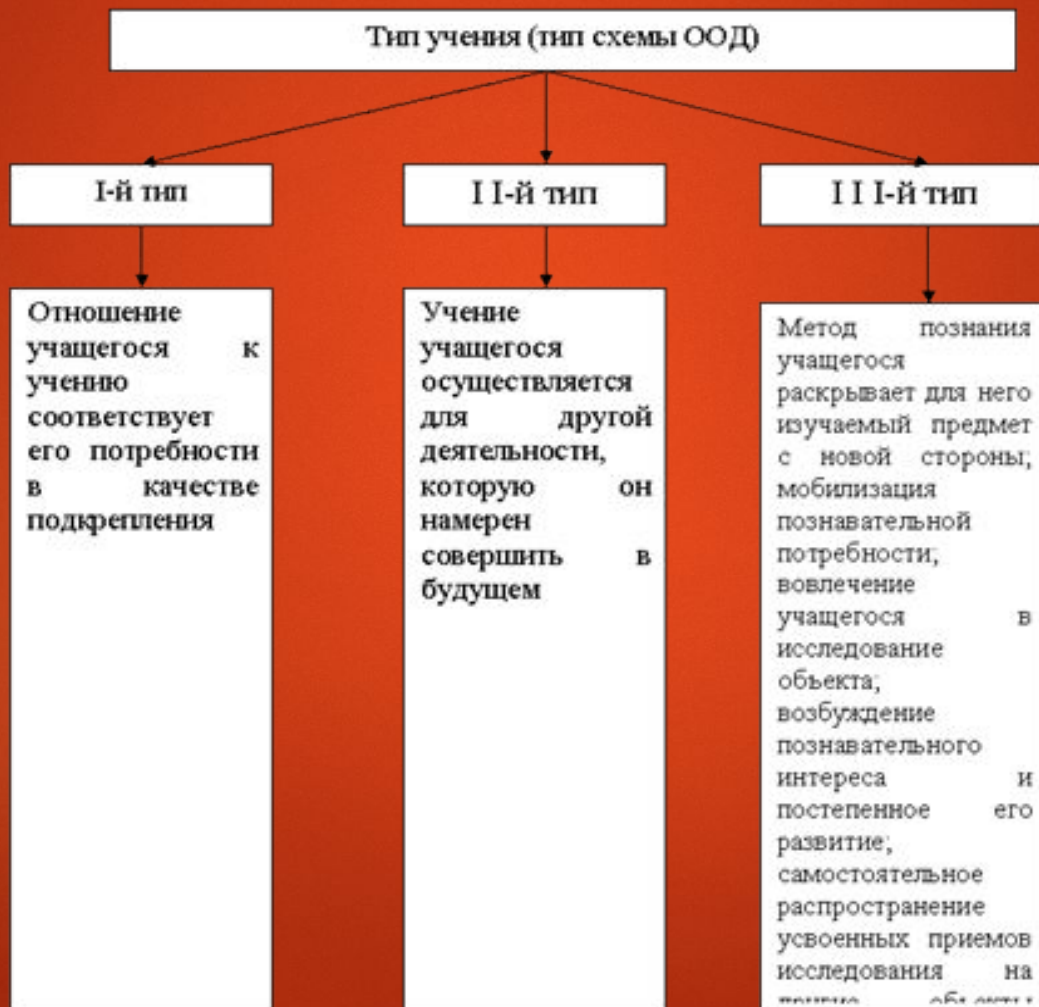 Тип учения (тип схемы ООД)
I-й тип
I I-й тип
I I I-й тип
Отношение
учащегося к
учению
соответствует
его потребности
в качестве
подкрепления
Учение
учащегося
осуществляется
для другой
деятельности,
которую он
намерен
совершить в
будущем
Метод познания
учащегося
раскрывает для него
изучаемый предмет
с новой стороны;
мобилизация
познавательной
потребности;
вовлечение
учащегося в
исследование
объекта;
возбуждение
познавательного
интереса и
постепенное его
развитие;
самостоятельное
распространение
усвоенных приемов
исследования на
другие объекты